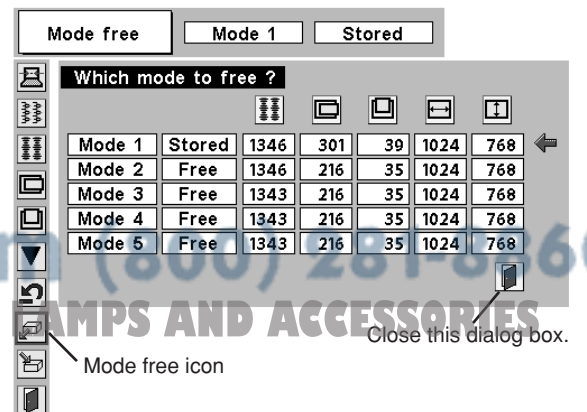 Mode free Mode 1 Stored
Which mode to free ?
Mode 1 Stored 1346 301 39 1024 768
Mode 2 Free 1346 216 35 1024 768
Mode 3 Free 1343 216 35 1024 768
Mode 4 Free 1343 216 35 1024 768
Mode 5 Free 1343 216 35 1024 768
m (800) 281-886
LAMPS AND ACCESSORIES
Close this dialog box.
Mode free icon